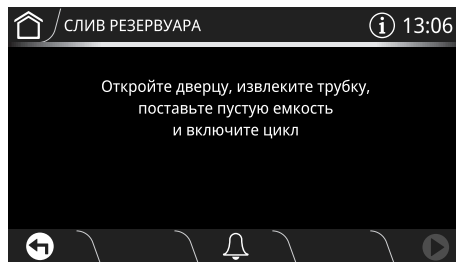 СЛИВ РЕЗЕРВУАРА
13:06
Откройте дверцу, извлеките трубку,
поставьте пустую емкость
и включите цикл